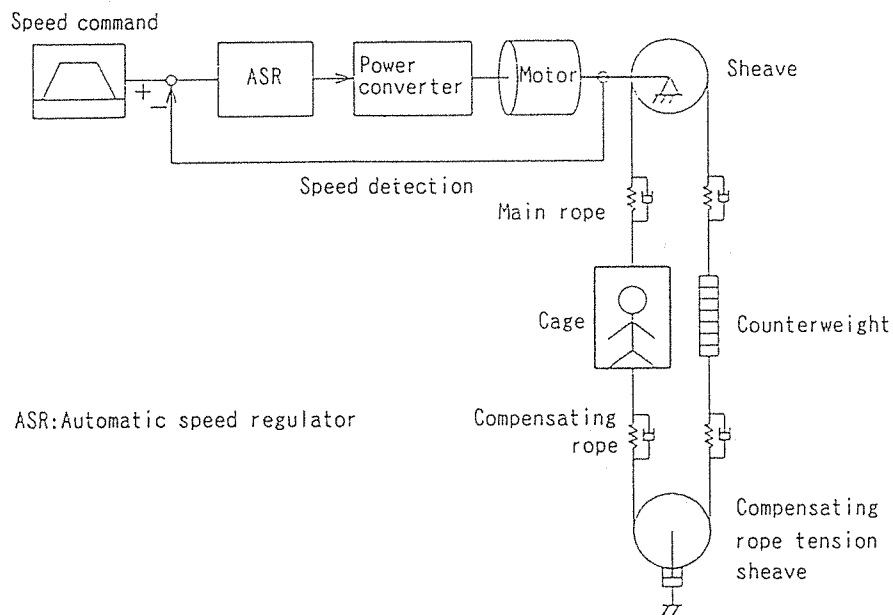 Speed command
ASR
Power
converter
Motor
Sheave
+
−
Speed detection
Main rope
Cage
Counterweight
ASR:Automatic speed regulator
Compensating
rope
Compensating
rope tension
sheave